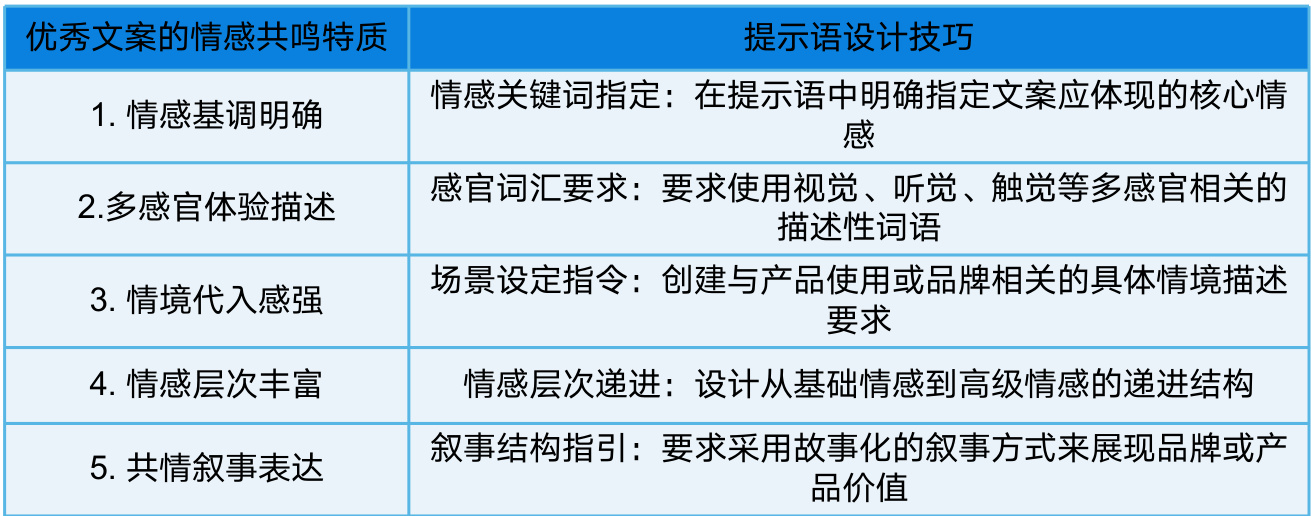 优秀文案的情感共鸣特质
提示语设计技巧
1. 情感基调明确
情感关键词指定：在提示语中明确指定文案应体现的核心情
感
2.多感官体验描述
感官词汇要求：要求使用视觉、听觉、触觉等多感官相关的
描述性词语
3. 情境代入感强
场景设定指令：创建与产品使用或品牌相关的具体情境描述
要求
4. 情感层次丰富
情感层次递进：设计从基础情感到高级情感的递进结构
5. 共情叙事表达
叙事结构指引：要求采用故事化的叙事方式来展现品牌或产
品价值